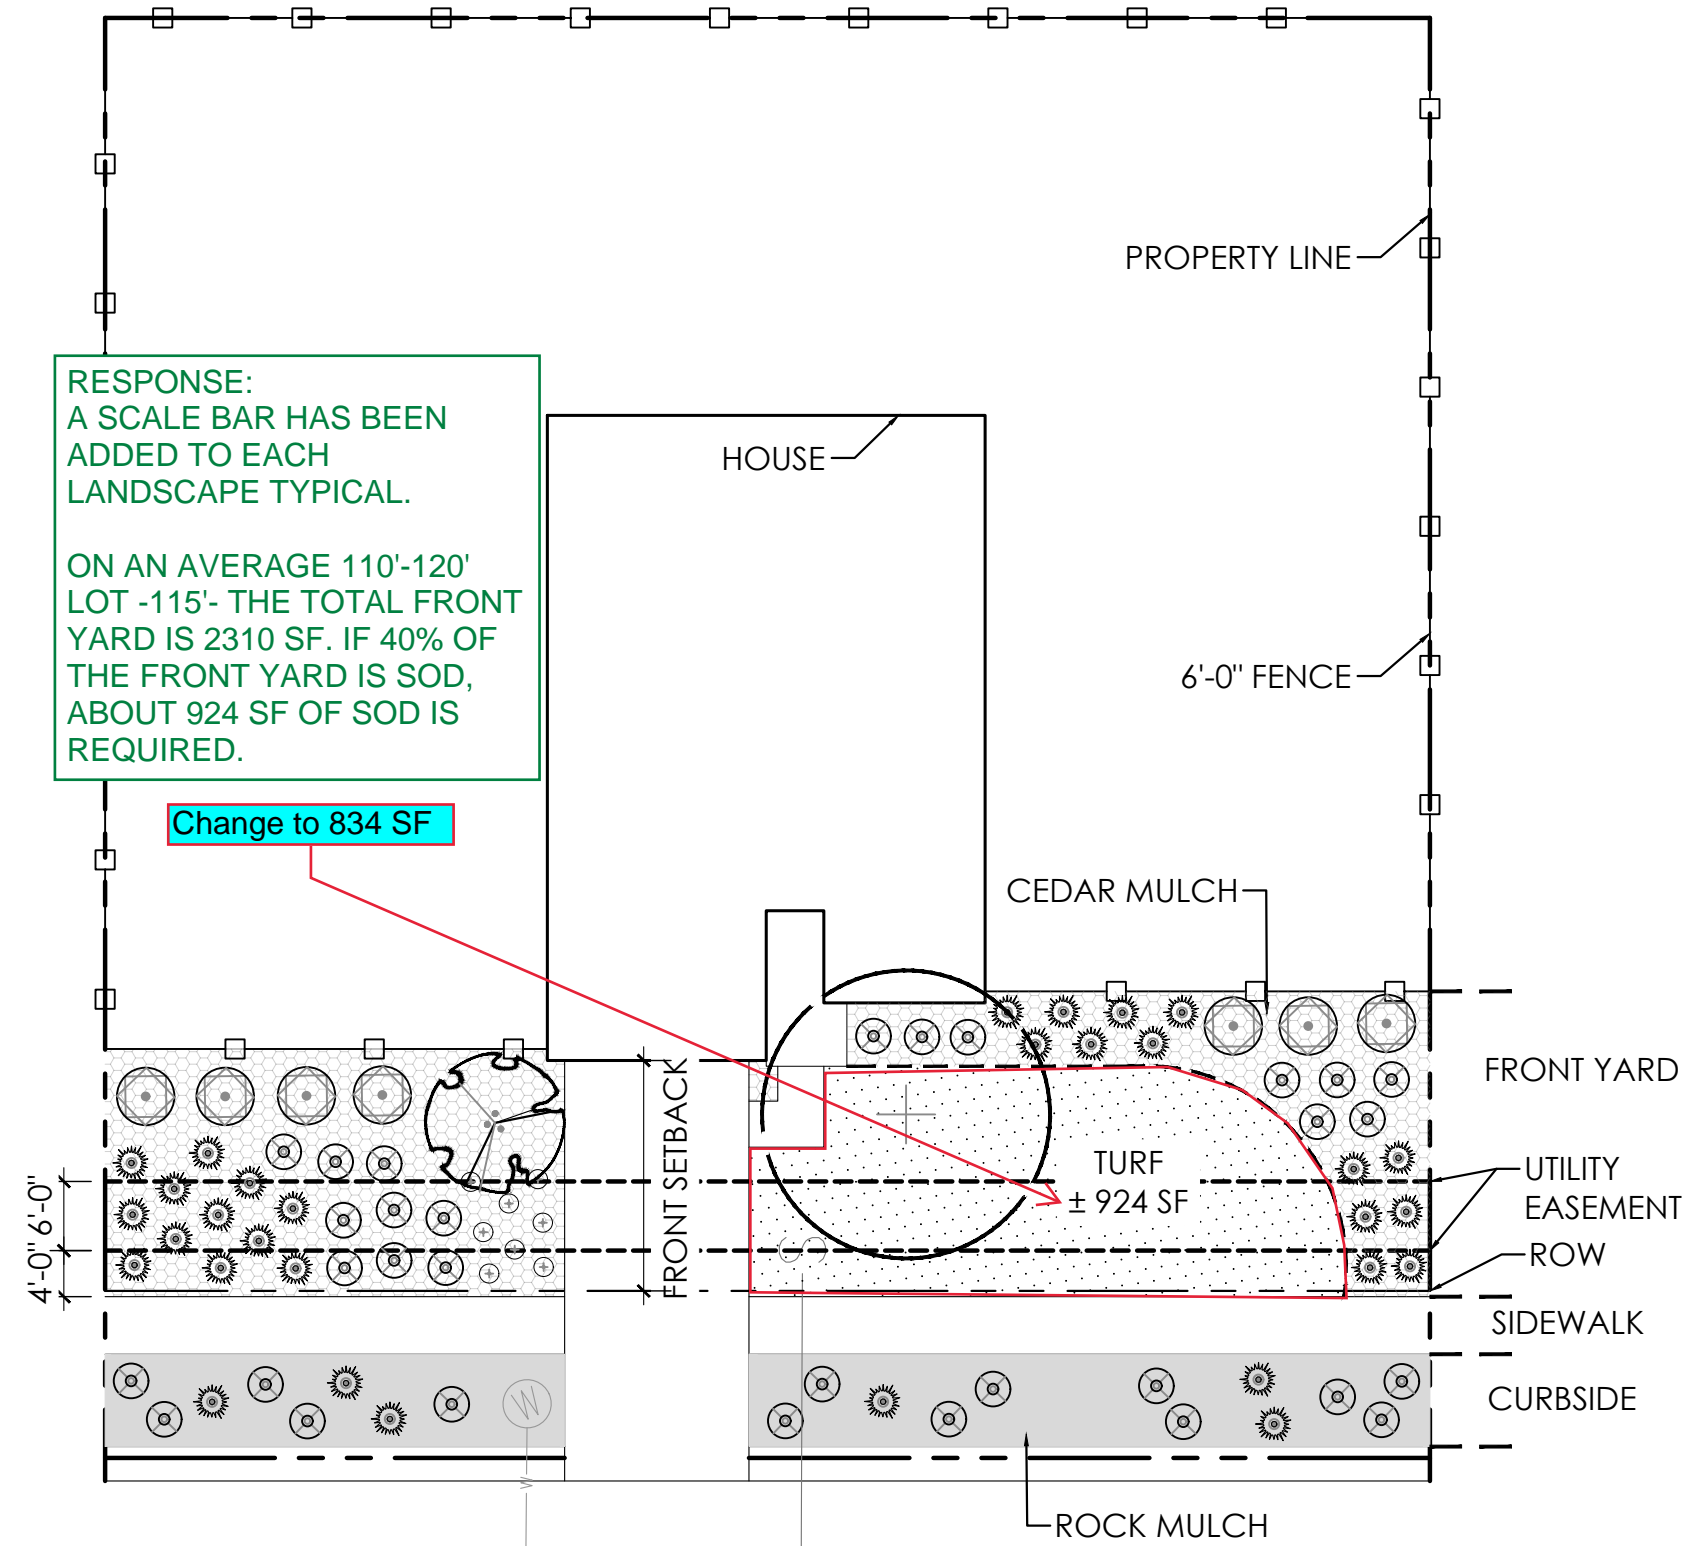 PROPERTY LINE
RESPONSE:
A SCALE BAR HAS BEEN
ADDED TO EACH
LANDSCAPE TYPICAL.
ON AN AVERAGE 110'-120'
LOT -115'- THE TOTAL FRONT
YARD IS 2310 SF. IF 40% OF
THE FRONT YARD IS SOD,
ABOUT 924 SF OF SOD IS
REQUIRED.
HOUSE
6'-0" FENCE
Change to 834 SF
CEDAR MULCH
FRONT YARD
FRONT SETBACK
TURF
± 924 SF
UTILITY
EASEMENT
4'-0" 6'-0"
ROW
S
SIDEWALK
CURBSIDE
W
W
ROCK MULCH